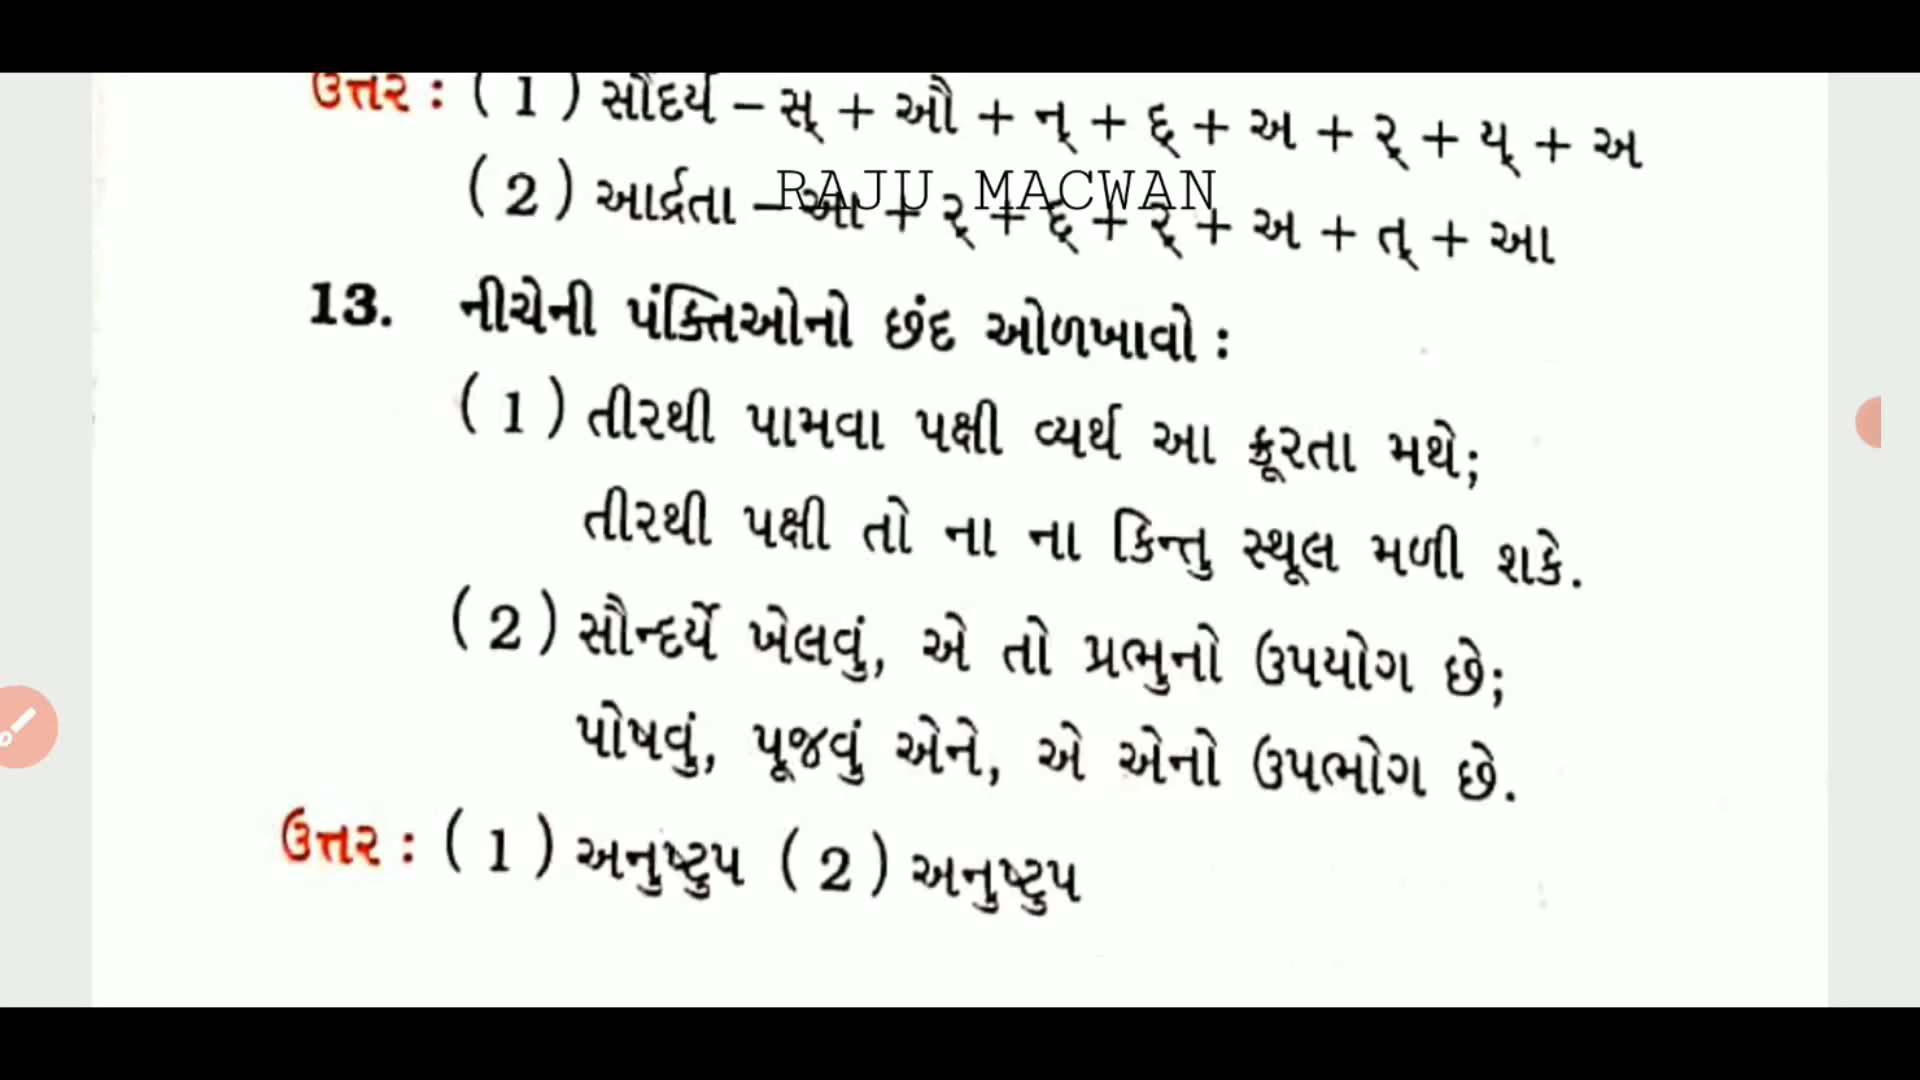 ઉત્તર : ( 1 ) સૌંદર્ય – સ્ + ઔ + ન્ + દ્ + અ + ર્ + ય્ + અ
( 2 ) આર્દ્રતા – આ + ર્ + દ્ + ર્ + અ + ત્ + આ
RAJU MACWAN
13. નીચેની પંક્તિઓનો છંદ ઓળખાવો :
( 1 ) તીરથી પામવા પક્ષી વ્યર્થ આ ક્રૂરતા મથે;
તીરથી પક્ષી તો ના ના કિન્તુ સ્થૂલ મળી શકે.
( 2 ) સૌન્દર્યે ખેલવું, એ તો પ્રભુનો ઉપયોગ છે;
પોષવું, પૂજવું એને, એ એનો ઉપભોગ છે.
ઉત્તર : ( 1 ) અનુષ્ટુપ ( 2 ) અનુષ્ટુપ